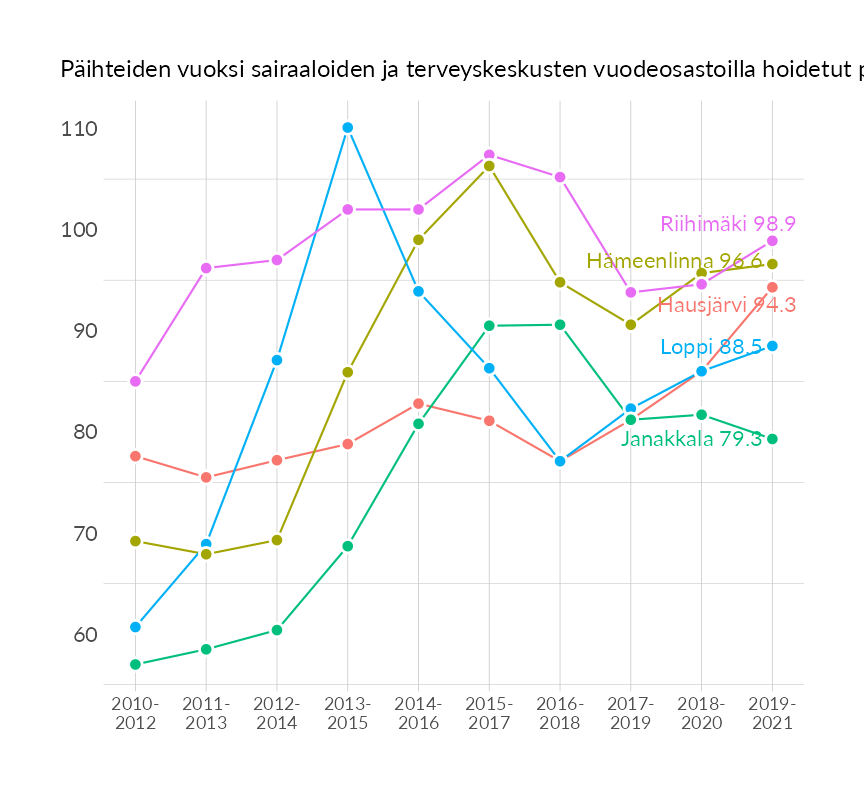 Päihteiden vuoksi sairaaloiden ja terveyskeskusten vuodeosastoilla hoidetut
110
100
90
80
70
60
Riihimäki 98.9
Hämeenlinna 96.6
Hausjärvi 94.3
Loppi 88.5
Janakkala 79.3
2010- 2011- 2012- 2013- 2014- 2015- 2016- 2017- 2018- 2019-
2012 2013 2014 2015 2016 2017 2018 2019 2020 2021